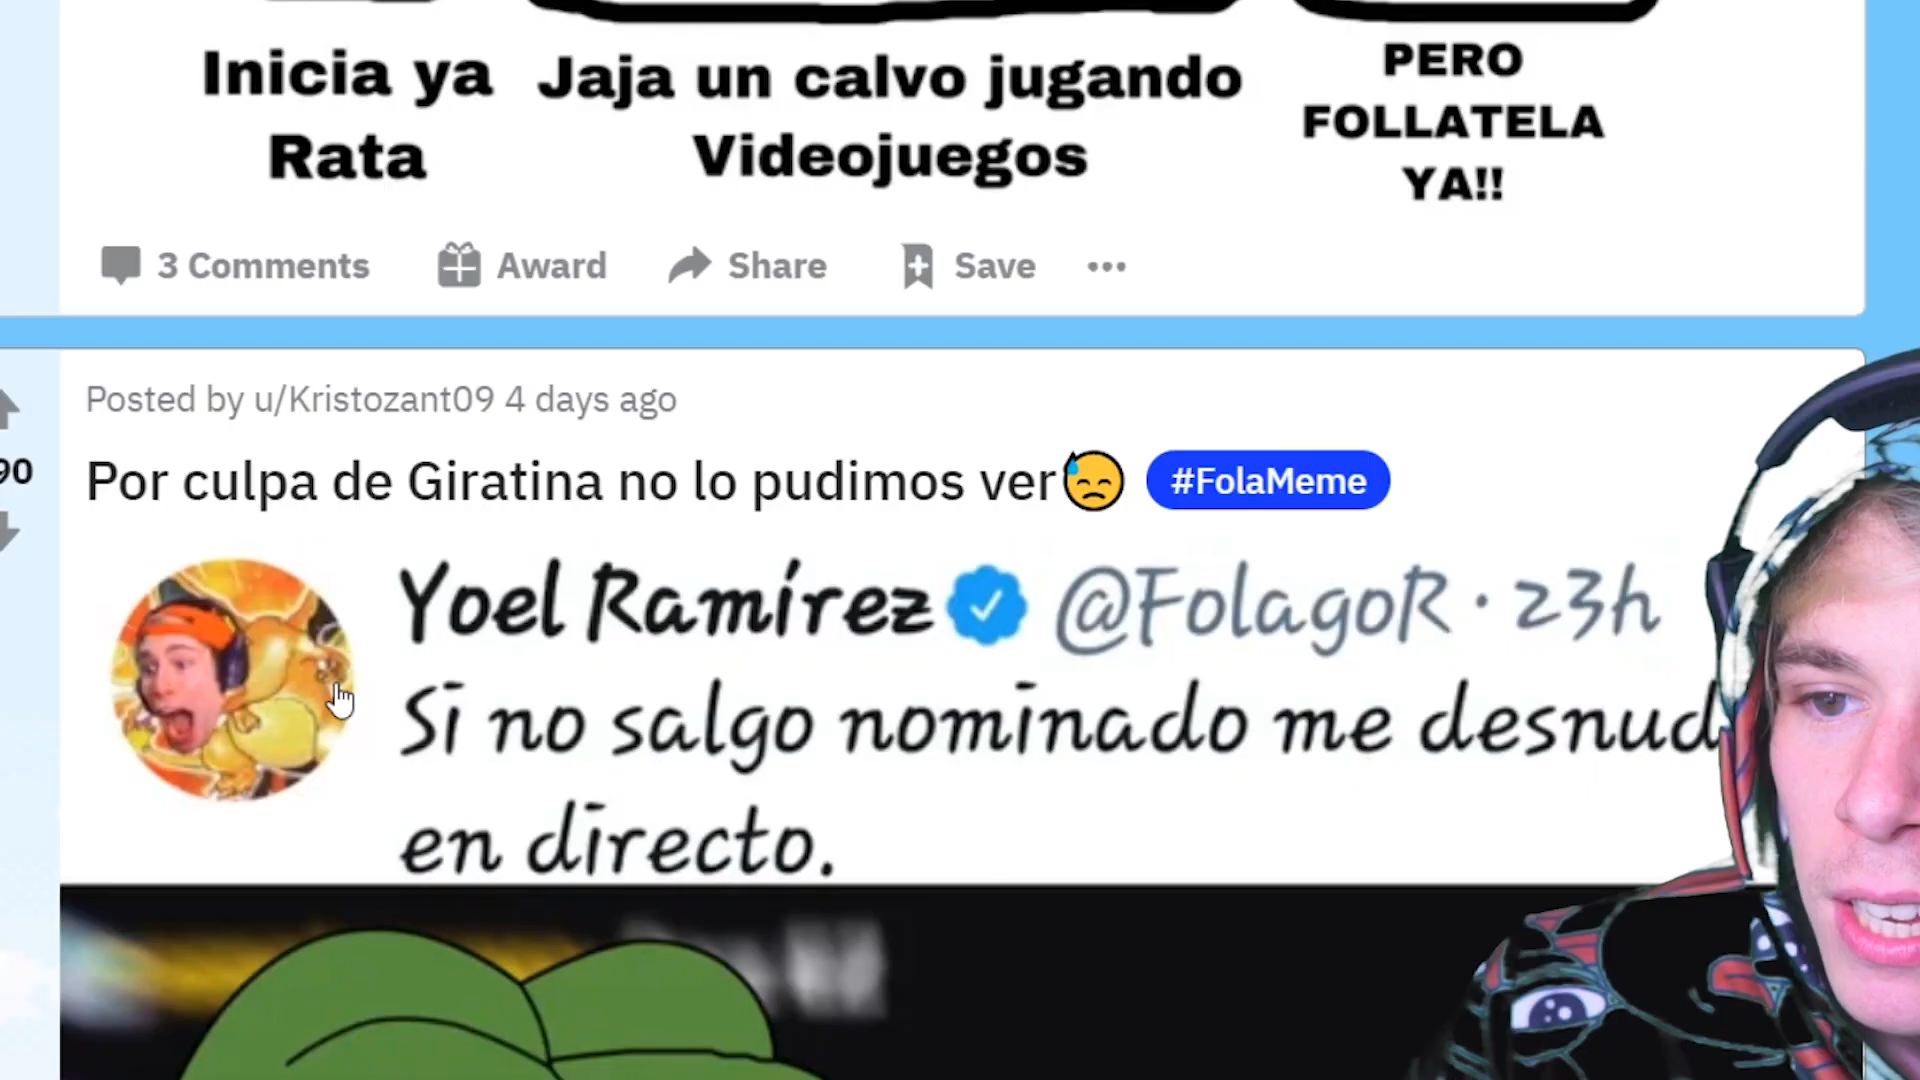 Inicia ya
Rata
Jaja un calvo jugando
Videojuegos
PERO
FOLLATELA
YA!!
3 Comments Award Share Save
Posted by u/Kristozant09 4 days ago
90
Por culpa de Giratina no lo pudimos ver😓 #FolaMeme
Yoel Ramírez @FolagoR · 23h
Si no salgo nominado me desnud
en directo.